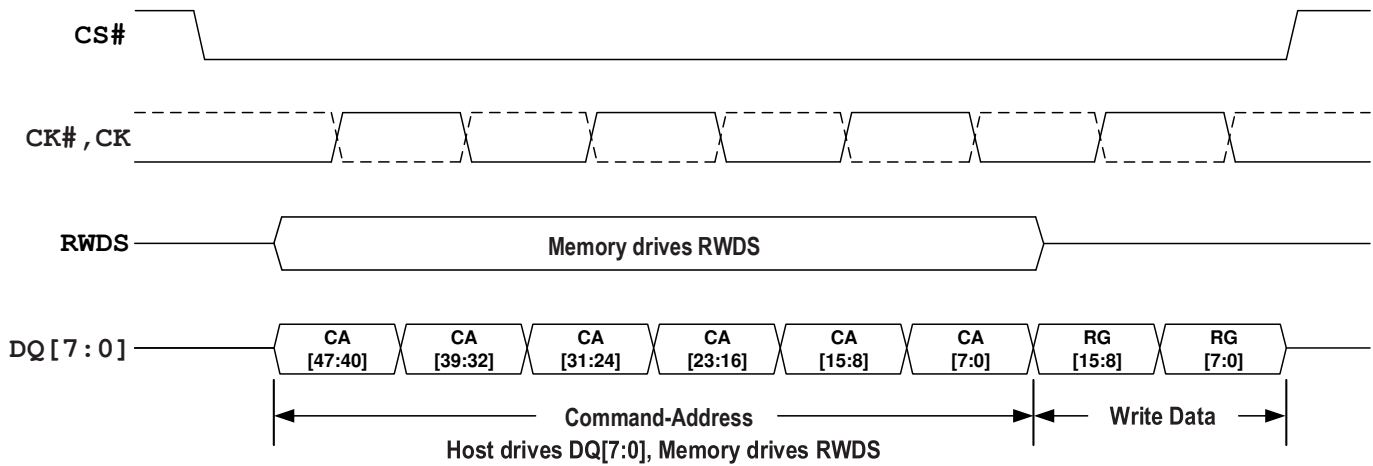 CS#
CK#,CK
RWDS
Memory drives RWDS
DQ[7:0]
CA
[47:40]
CA
[39:32]
CA
[31:24]
CA
[23:16]
CA
[15:8]
CA
[7:0]
RG
[15:8]
RG
[7:0]
Command-Address
Host drives DQ[7:0], Memory drives RWDS
Write Data